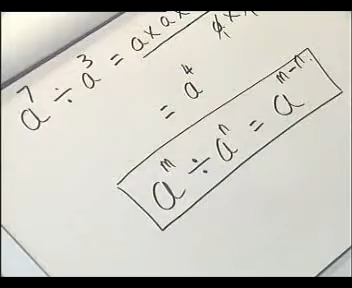 a⁷ ÷ a³ = a × a ×
= a⁴
aᵐ ÷ aⁿ = aᵐ⁻ⁿ